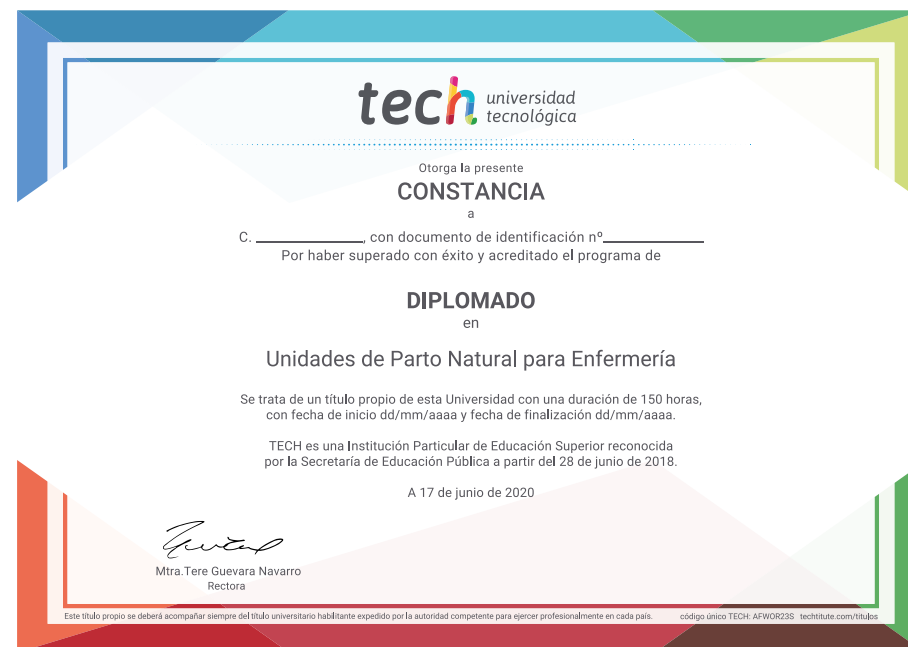 tech universidad
tecnológica
Otorga la presente
CONSTANCIA
a
C. ______________, con documento de identificación nº_____________
Por haber superado con éxito y acreditado el programa de
DIPLOMADO
en
Unidades de Parto Natural para Enfermería
Se trata de un título propio de esta Universidad con una duración de 150 horas,
con fecha de inicio dd/mm/aaaa y fecha de finalización dd/mm/aaaa.
TECH es una Institución Particular de Educación Superior reconocida
por la Secretaría de Educación Pública a partir del 28 de junio de 2018.
A 17 de junio de 2020
Mtra.Tere Guevara Navarro
Rectora
Este título propio se deberá acompañar siempre del título universitario habilitante expedido por la autoridad competente para ejercer profesionalmente en cada país. código único TECH: AFWOR23S techtitute.com/titulos